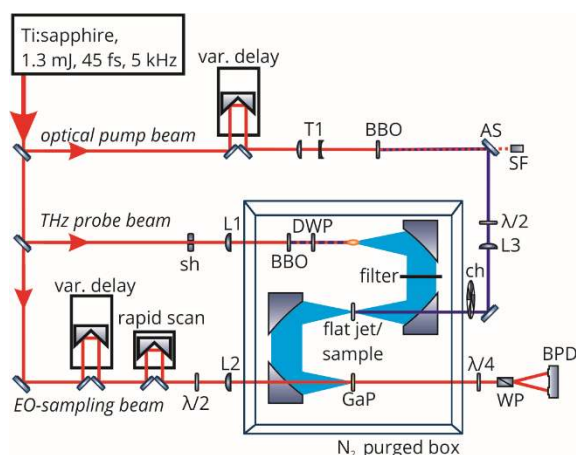 Ti:sapphire,
1.3 mJ, 45 fs, 5 kHz
var. delay
optical pump beam
T1
BBO
AS
SF
THz probe beam
sh
L1
BBO
DWP
filter
λ/2
L3
ch
var. delay
rapid scan
flat jet/
sample
EO-sampling beam
λ/2
L2
GaP
λ/4
WP
BPD
N₂ purged box